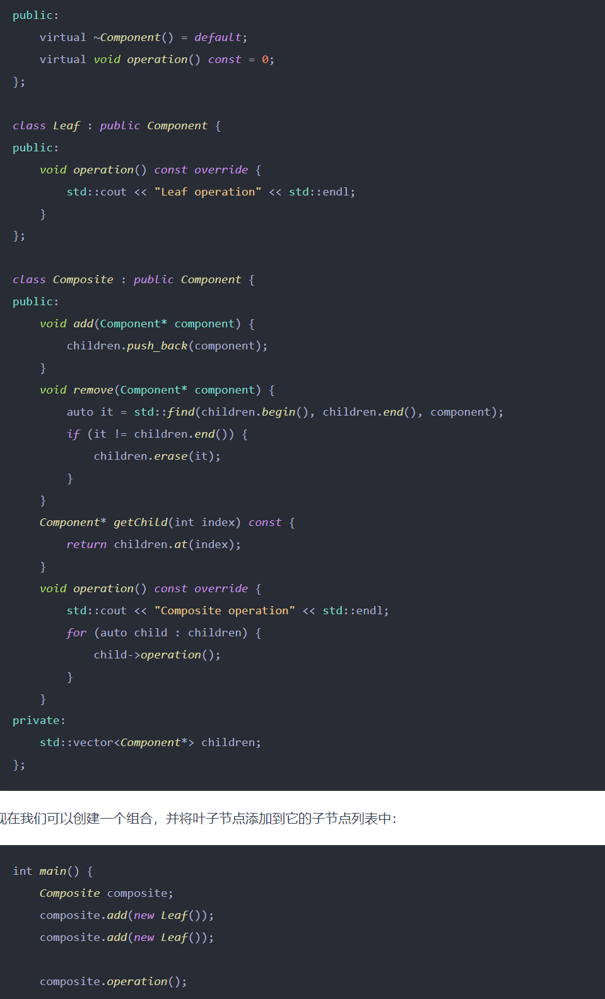 public:
    virtual ~Component() = default;
    virtual void operation() const = 0;
};

class Leaf : public Component {
public:
    void operation() const override {
        std::cout << "Leaf operation" << std::endl;
    }
};

class Composite : public Component {
public:
    void add(Component* component) {
        children.push_back(component);
    }
    void remove(Component* component) {
        auto it = std::find(children.begin(), children.end(), component);
        if (it != children.end()) {
            children.erase(it);
        }
    }
    Component* getChild(int index) const {
        return children.at(index);
    }
    void operation() const override {
        std::cout << "Composite operation" << std::endl;
        for (auto child : children) {
            child->operation();
        }
    }
private:
    std::vector<Component*> children;
};

现在我们可以创建一个组合，并将叶子节点添加到它的子节点列表中：

int main() {
    Composite composite;
    composite.add(new Leaf());
    composite.add(new Leaf());

    composite.operation();